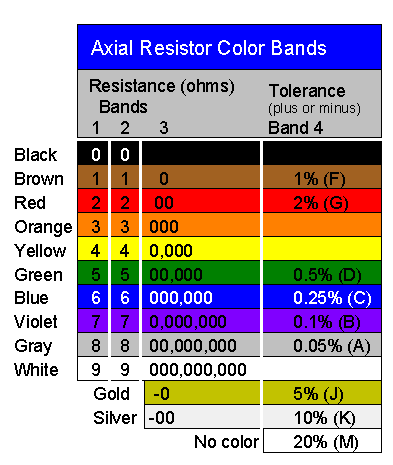 Axial Resistor Color Bands
Resistance (ohms) Tolerance
Bands (plus or minus)
1 2 3 Band 4
Black 0 0
Brown 1 1 0 1% (F)
Red 2 2 00 2% (G)
Orange 3 3 000
Yellow 4 4 0,000
Green 5 5 00,000 0.5% (D)
Blue 6 6 000,000 0.25% (C)
Violet 7 7 0,000,000 0.1% (B)
Gray 8 8 00,000,000 0.05% (A)
White 9 9 000,000,000
Gold -0 5% (J)
Silver -00 10% (K)
No color 20% (M)